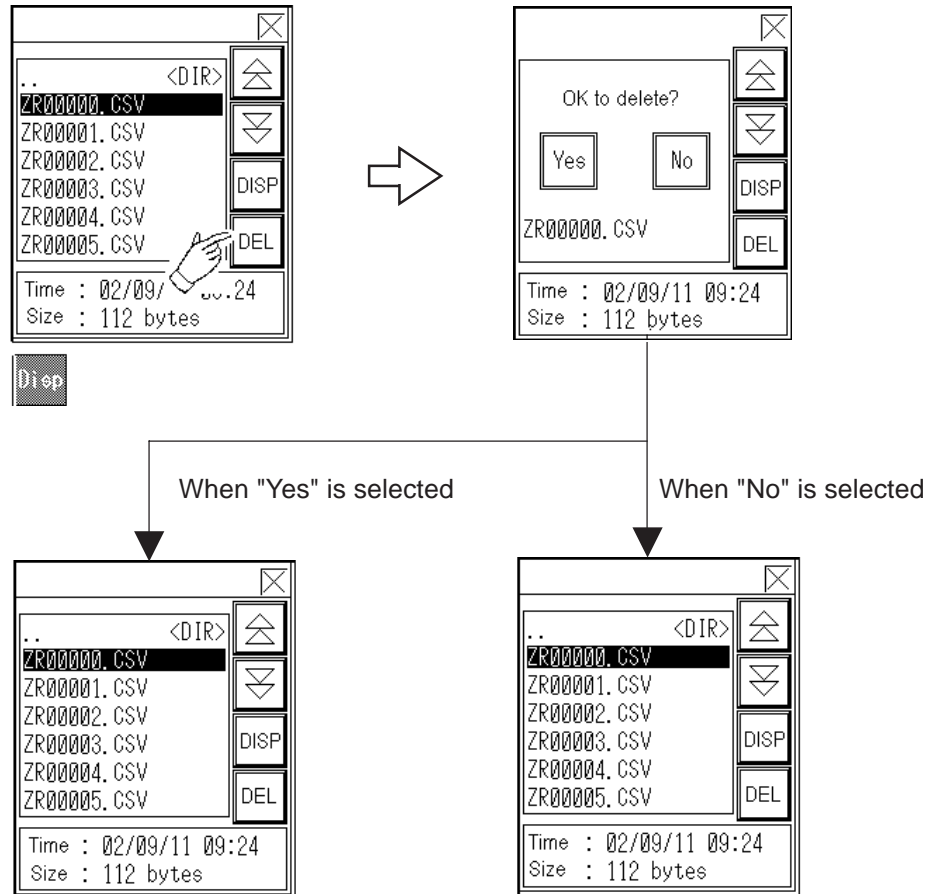 .. <DIR>
ZR00000.CSV
ZR00001.CSV
ZR00002.CSV
ZR00003.CSV
ZR00004.CSV
ZR00005.CSV
DISP
DEL
Time : 02/09/ :24
Size : 112 bytes
OK to delete?
Yes No
ZR00000.CSV
DISP
DEL
Time : 02/09/11 09:24
Size : 112 bytes
Disp
When "Yes" is selected
When "No" is selected
.. <DIR>
ZR00000.CSV
ZR00001.CSV
ZR00002.CSV
ZR00003.CSV
ZR00004.CSV
ZR00005.CSV
DISP
DEL
Time : 02/09/11 09:24
Size : 112 bytes
.. <DIR>
ZR00000.CSV
ZR00001.CSV
ZR00002.CSV
ZR00003.CSV
ZR00004.CSV
ZR00005.CSV
DISP
DEL
Time : 02/09/11 09:24
Size : 112 bytes